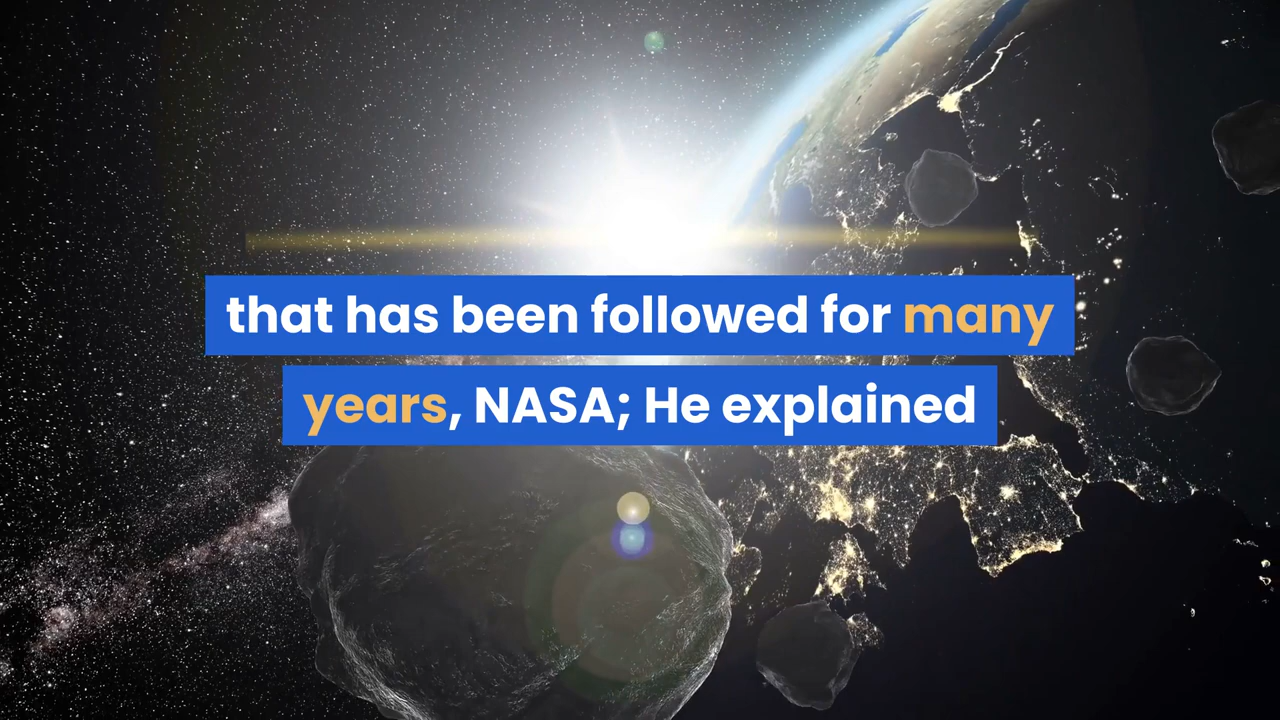 that has been followed for many
years, NASA; He explained